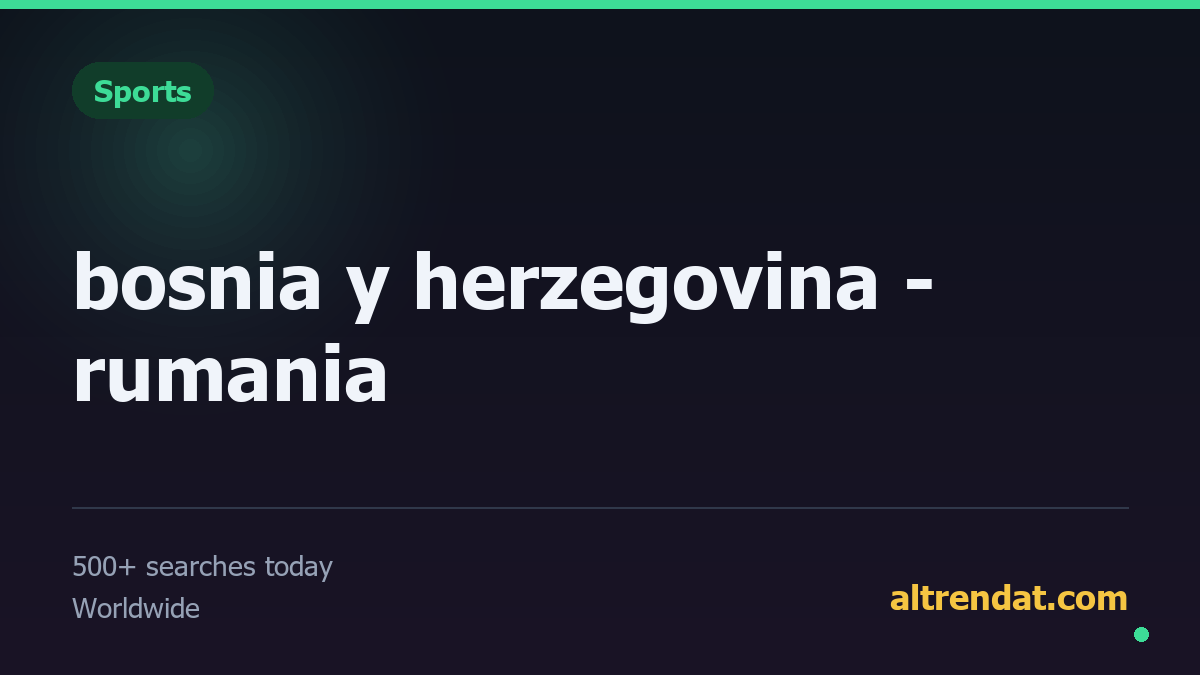 Sports
bosnia y herzegovina -
rumania
500+ searches today
Worldwide
altrendat.com